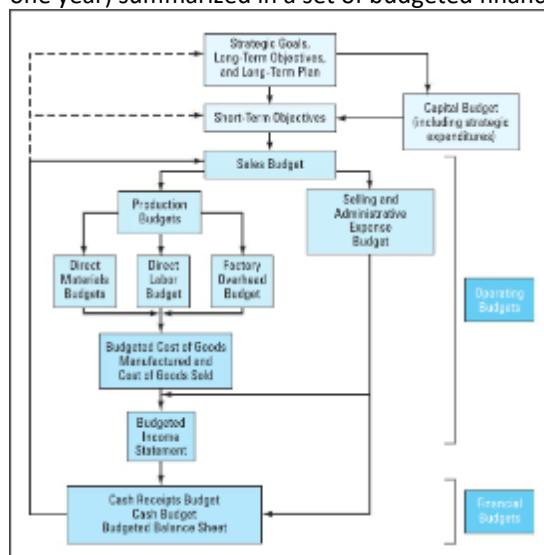 one year) summarized in a set of budgeted financi
Strategic Goals,
Long-Term Objectives,
and Long-Term Plan
Capital Budget
(including strategic
expenditures)
Short-Term Objectives
Sales Budget
Production
Budgets
Selling and
Administrative
Expense
Budget
Direct
Materials
Budgets
Direct
Labor
Budget
Factory
Overhead
Budget
Operating
Budgets
Budgeted Cost of Goods
Manufactured and
Cost of Goods Sold
Budgeted
Income
Statement
Cash Receipts Budget
Cash Budget
Budgeted Balance Sheet
Financial
Budgets